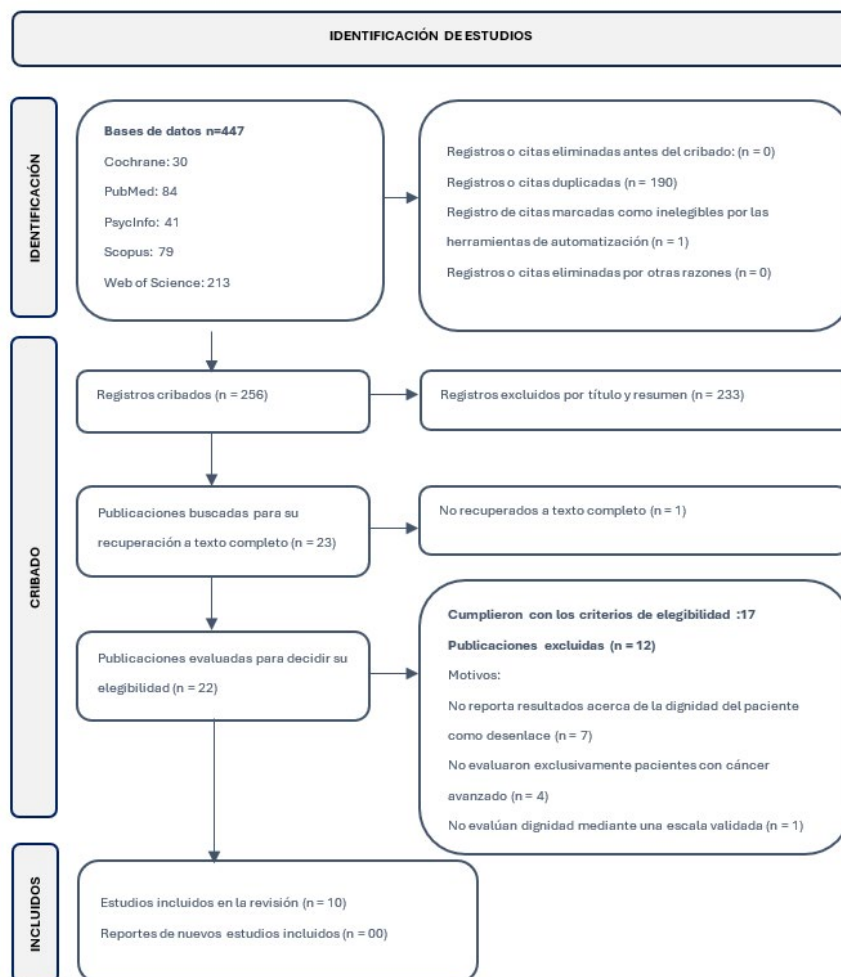 IDENTIFICACIÓN DE ESTUDIOS
IDENTIFICACIÓN
Bases de datos n=447
Cochrane: 30
PubMed: 84
PsycInfo: 41
Scopus: 79
Web of Science: 213
Registros o citas eliminadas antes del cribado: (n = 0)
Registros o citas duplicadas (n = 190)
Registro de citas marcadas como inelegibles por las
herramientas de automatización (n = 1)
Registros o citas eliminadas por otras razones (n = 0)
CRIBADO
Registros cribados (n = 256)
Registros excluidos por título y resumen (n = 233)
Publicaciones buscadas para su
recuperación a texto completo (n = 23)
No recuperados a texto completo (n = 1)
Publicaciones evaluadas para decidir su
elegibilidad (n = 22)
Cumplieron con los criterios de elegibilidad :17
Publicaciones excluidas (n = 12)
Motivos:
No reporta resultados acerca de la dignidad del paciente
como desenlace (n = 7)
No evaluaron exclusivamente pacientes con cáncer
avanzado (n = 4)
No evalúan dignidad mediante una escala validada (n = 1)
INCLUIDOS
Estudios incluidos en la revisión (n = 10)
Reportes de nuevos estudios incluidos (n = 00)